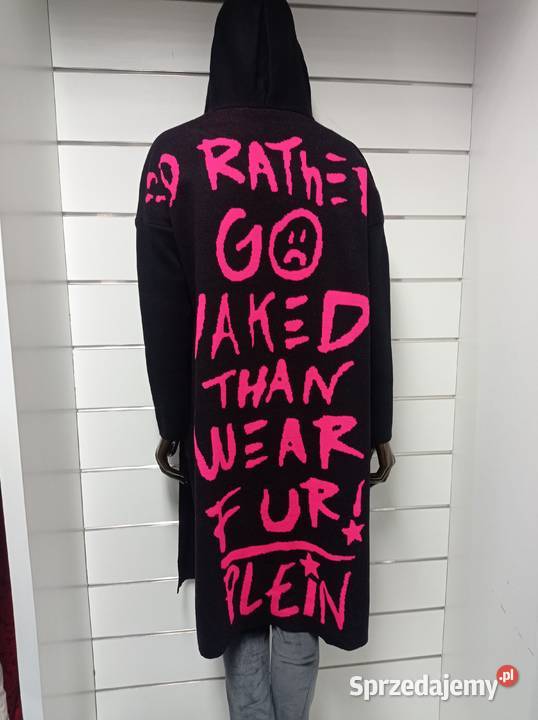 RATHER
GO
NAKED
THAN
WEAR
FUR!
PLEIN
Sprzedajemy.pl